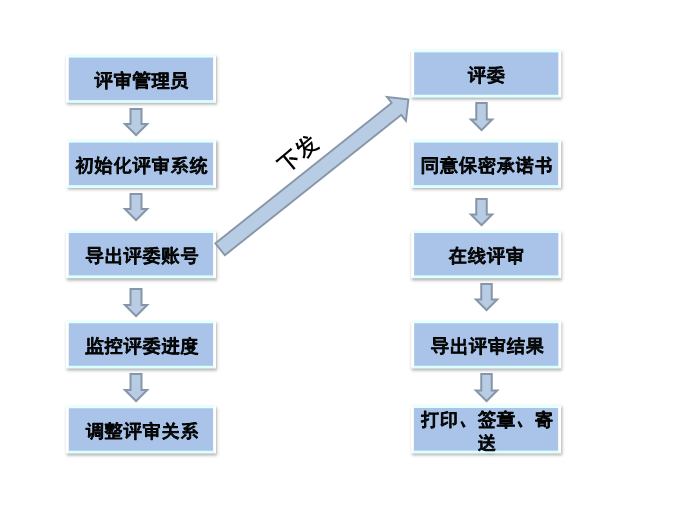 评审管理员
初始化评审系统
导出评委账号
监控评委进度
调整评审关系
下发
评委
同意保密承诺书
在线评审
导出评审结果
打印、签章、寄
送